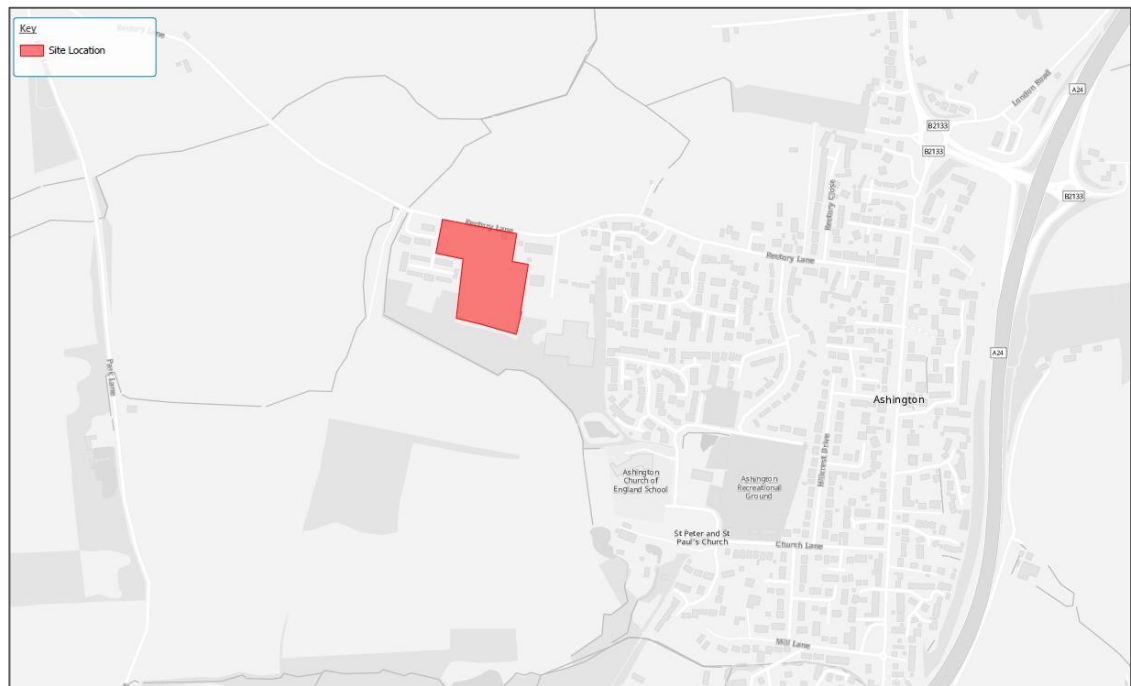 Key
Site Location
Rectory Lane
London Road
A24
B2133
B2133
B2133
Rectory Close
Rectory Lane
Rectory Lane
A24
Park Lane
Ashington
Hillcrest Drive
Ashington
Church of
England School
Ashington
Recreational
Ground
St Peter and St
Paul's Church
Church Lane
Mill Lane